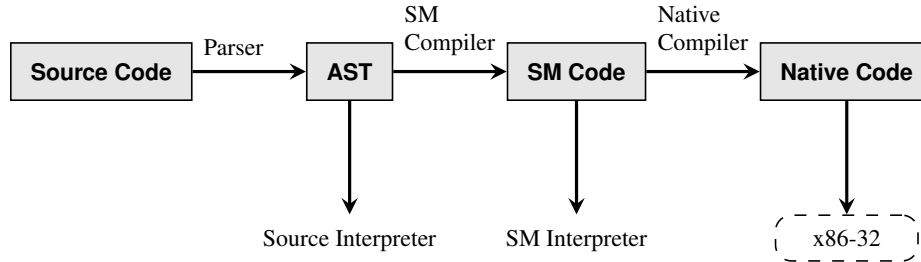 SM
Compiler
Native
Compiler
Parser
Source Code
AST
SM Code
Native Code
Source Interpreter
SM Interpreter
x86-32